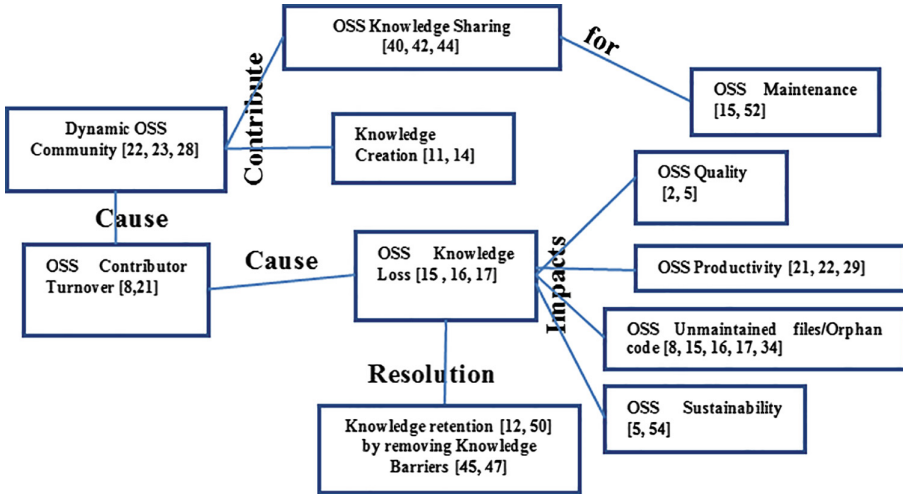 OSS Knowledge Sharing
[40, 42, 44]
for
OSS Maintenance
[15, 52]
Contribute
Dynamic OSS
Community [22, 23, 28]
Knowledge
Creation [11, 14]
OSS Quality
[2, 5]
Cause
OSS Contributor
Turnover [8,21]
Cause
OSS Knowledge
Loss [15 , 16, 17]
Impacts
OSS Productivity [21, 22, 29]
OSS Unmaintained files/Orphan
code [8, 15, 16, 17, 34]
Resolution
OSS Sustainability
[5, 54]
Knowledge retention [12, 50]
by removing Knowledge
Barriers [45, 47]